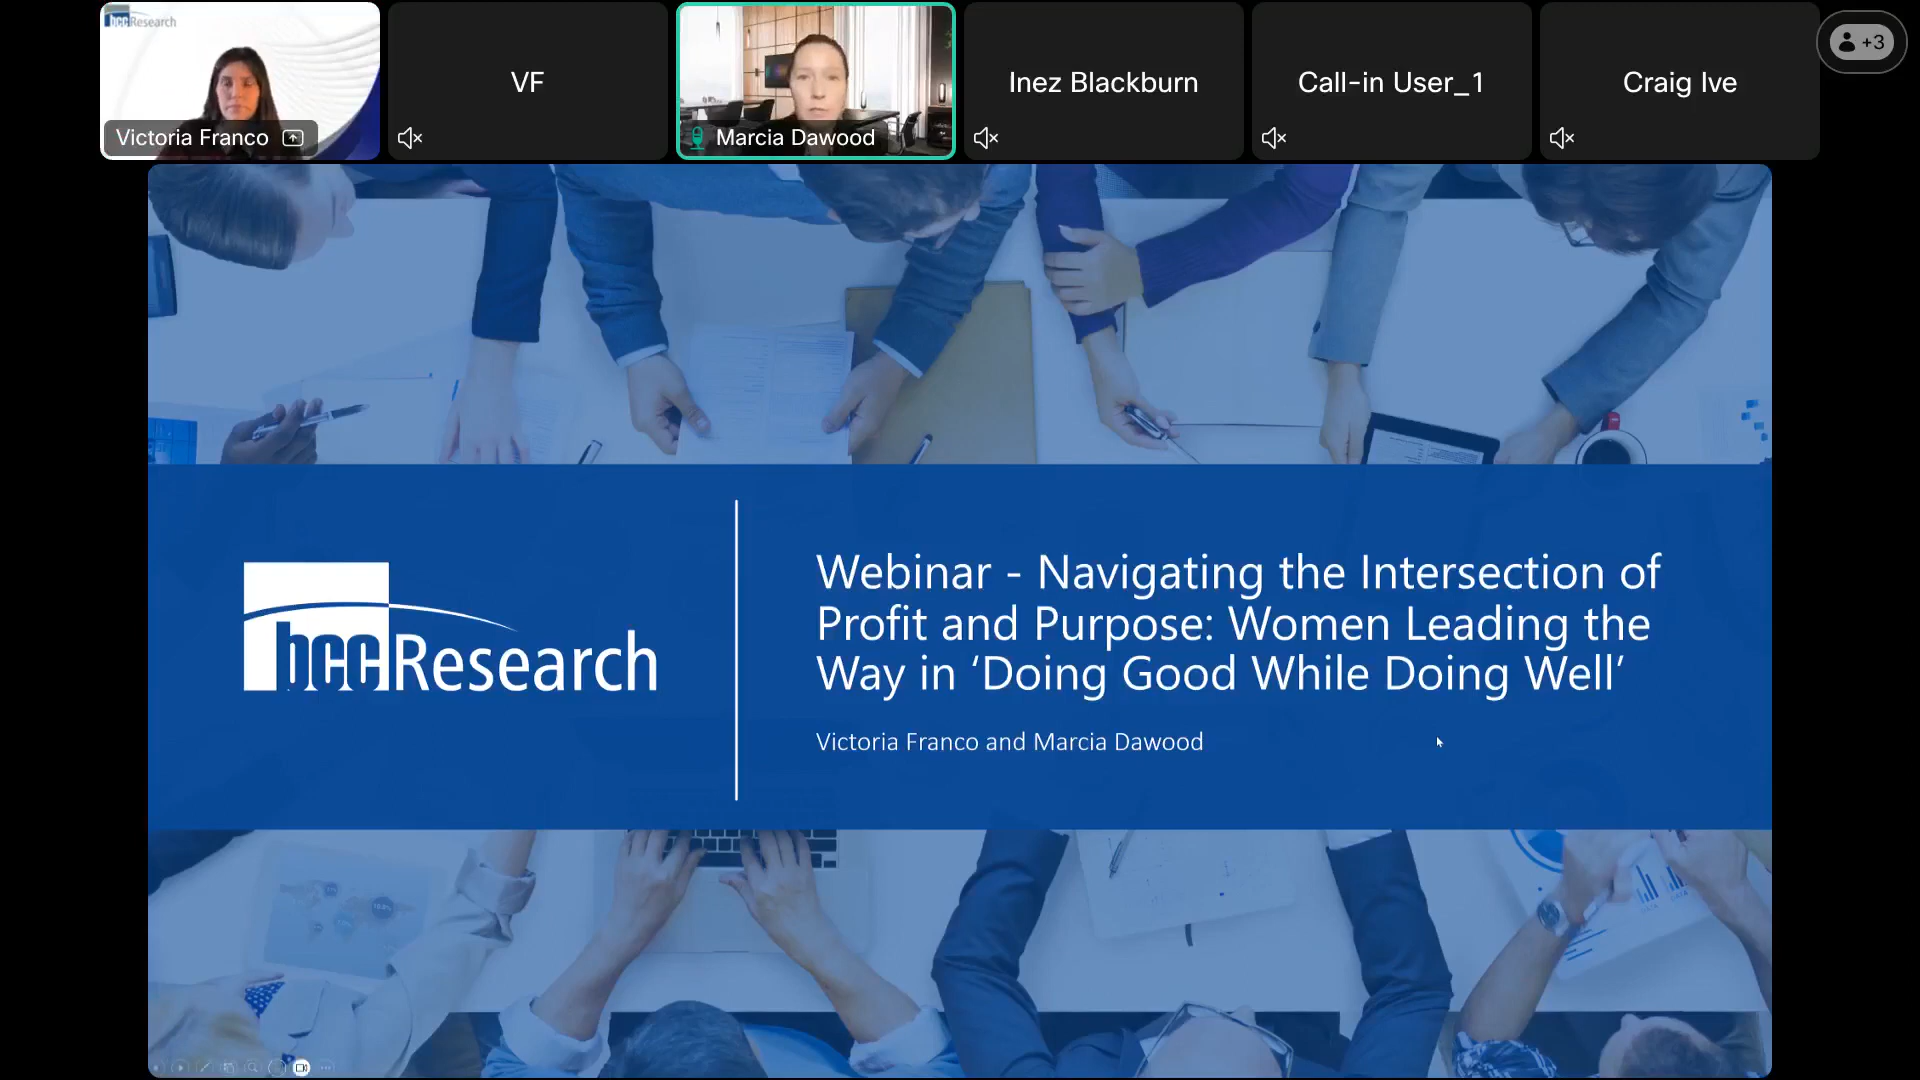 bccResearch
Victoria Franco
VF
Marcia Dawood
Inez Blackburn
Call-in User_1
Craig Ive
+3
bccResearch
Webinar - Navigating the Intersection of
Profit and Purpose: Women Leading the
Way in ‘Doing Good While Doing Well’
Victoria Franco and Marcia Dawood